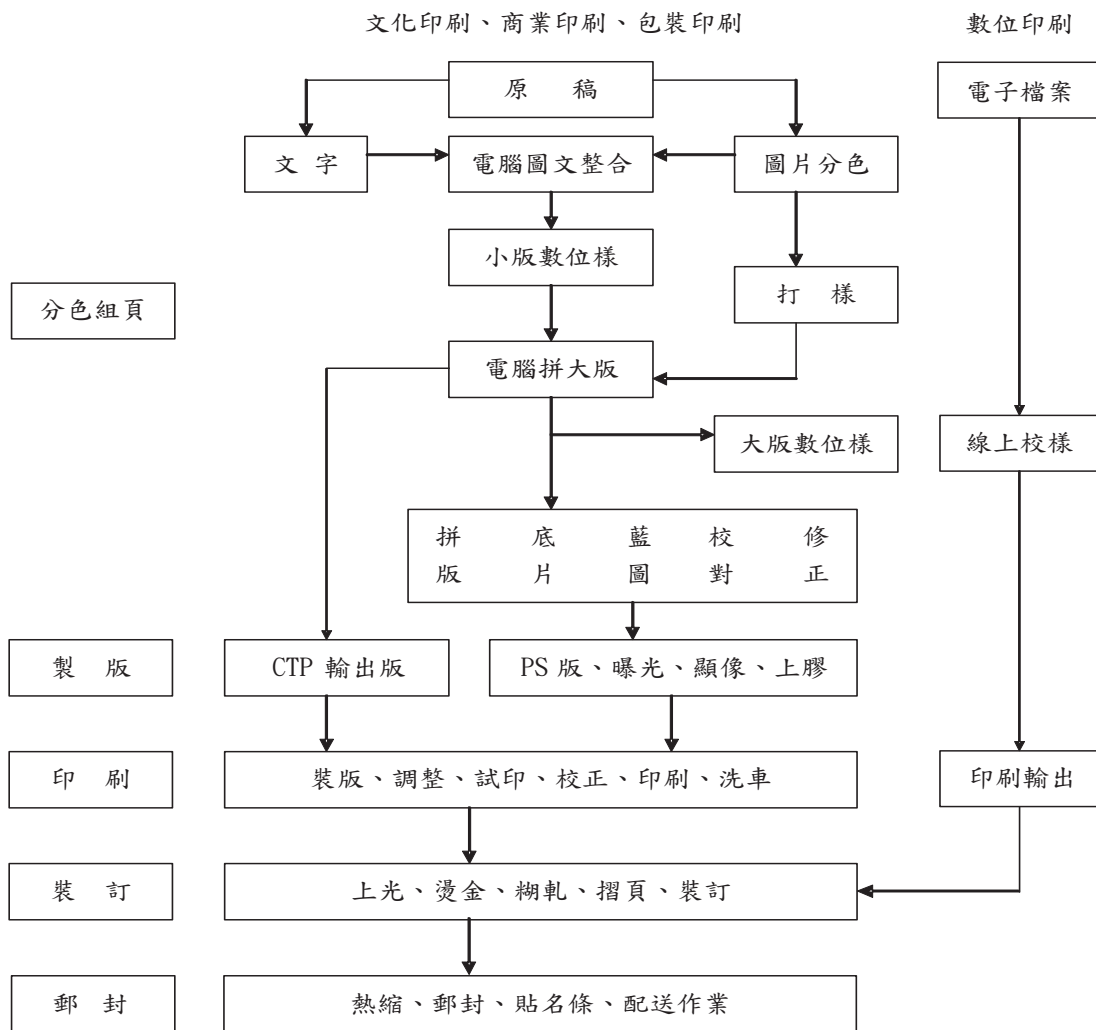 文化印刷、商業印刷、包裝印刷
數位印刷
原稿
電子檔案
文字
電腦圖文整合
圖片分色
小版數位樣
打樣
分色組頁
電腦拼大版
大版數位樣
線上校樣
拼 底 藍 校 修
版 片 圖 對 正
製版
CTP 輸出版
PS 版、曝光、顯像、上膠
印刷
裝版、調整、試印、校正、印刷、洗車
印刷輸出
裝訂
上光、燙金、糊軋、摺頁、裝訂
郵封
熱縮、郵封、貼名條、配送作業